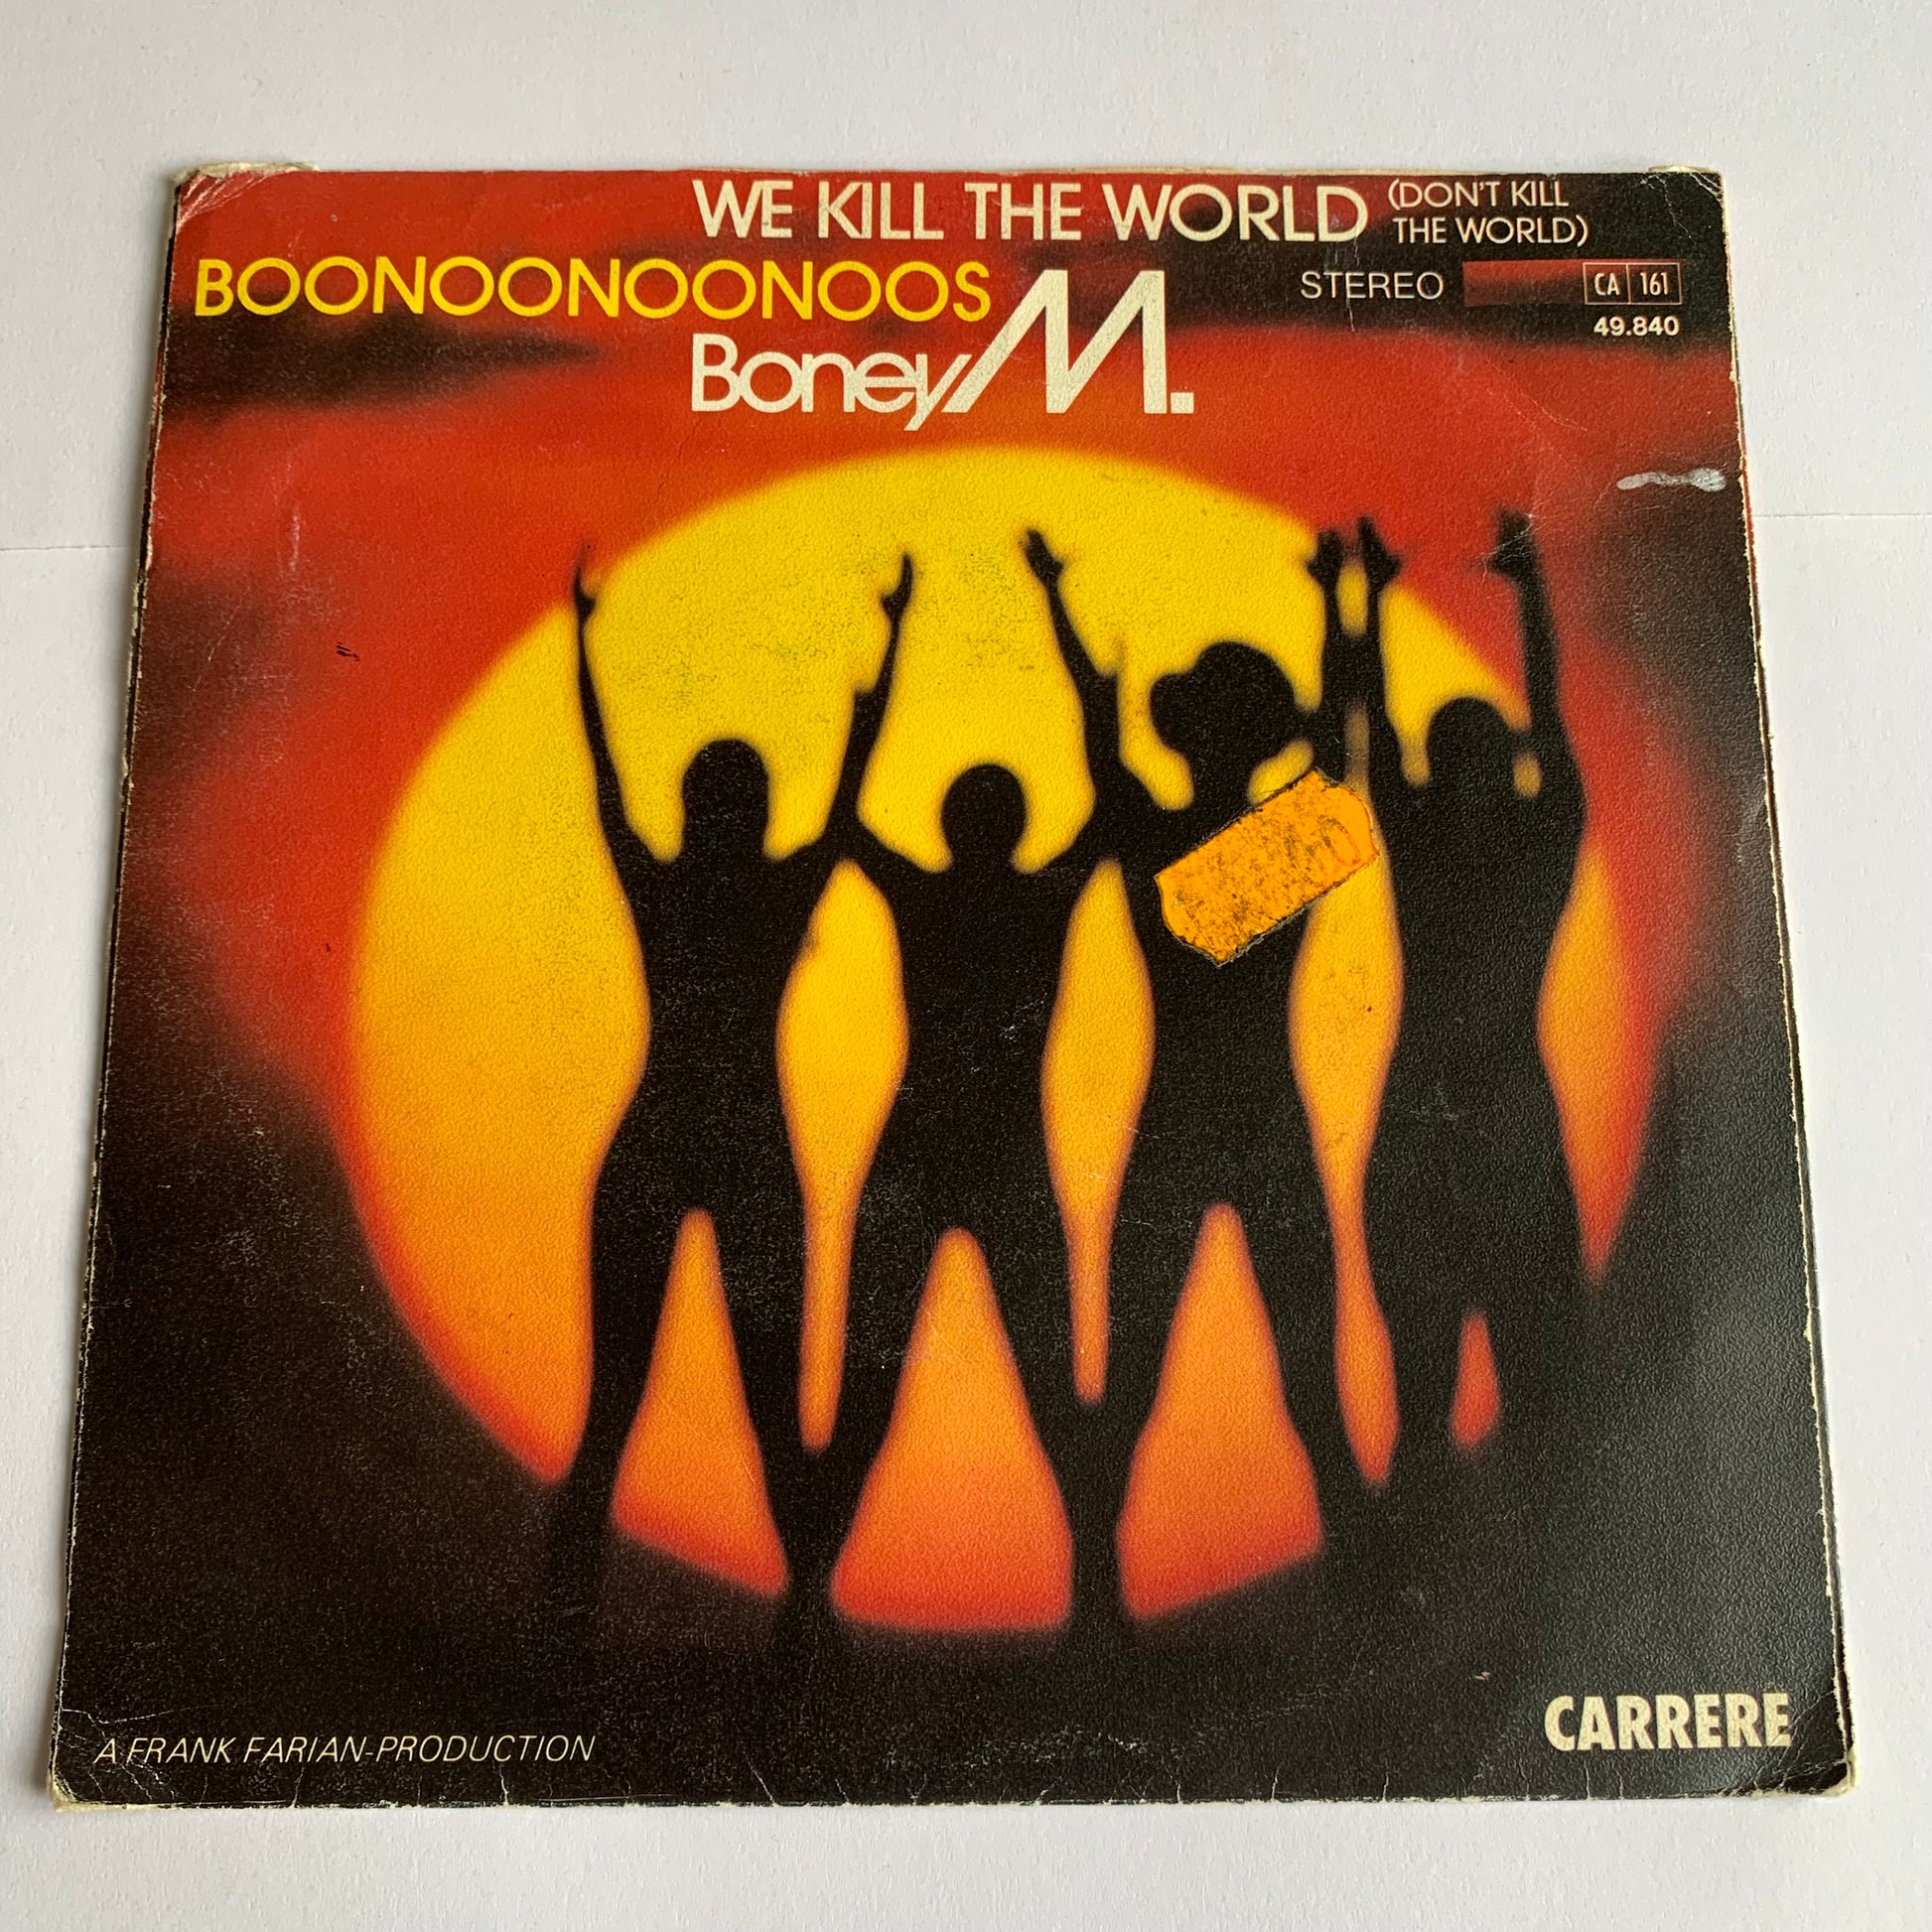 WE KILL THE WORLD (DON'T KILL
THE WORLD)
BOONOONOONOOS
STEREO CA 161
49.840
Boney M.
A FRANK FARIAN-PRODUCTION
CARRERE